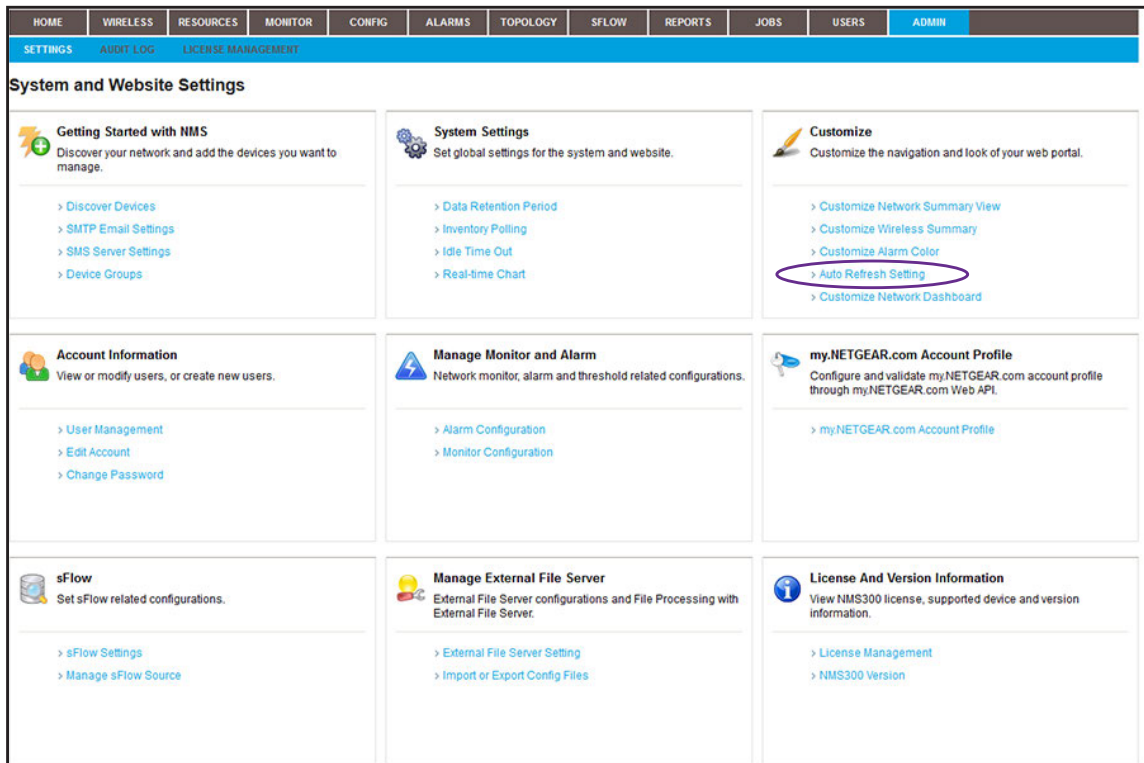 HOME WIRELESS RESOURCES MONITOR CONFIG ALARMS TOPOLOGY SFLOW REPORTS JOBS USERS ADMIN
SETTINGS AUDIT LOG LICENSE MANAGEMENT
System and Website Settings
Getting Started with NMS
Discover your network and add the devices you want to
manage.
> Discover Devices
> SMTP Email Settings
> SMS Server Settings
> Device Groups
System Settings
Set global settings for the system and website.
> Data Retention Period
> Inventory Polling
> Idle Time Out
> Real-time Chart
Customize
Customize the navigation and look of your web portal.
> Customize Network Summary View
> Customize Wireless Summary
> Customize Alarm Color
> Auto Refresh Setting
> Customize Network Dashboard
Account Information
View or modify users, or create new users.
> User Management
> Edit Account
> Change Password
Manage Monitor and Alarm
Network monitor, alarm and threshold related configurations.
> Alarm Configuration
> Monitor Configuration
my.NETGEAR.com Account Profile
Configure and validate my.NETGEAR.com account profile
through my.NETGEAR.com Web API.
> my.NETGEAR.com Account Profile
sFlow
Set sFlow related configurations.
> sFlow Settings
> Manage sFlow Source
Manage External File Server
External File Server configurations and File Processing with
External File Server.
> External File Server Setting
> Import or Export Config Files
License And Version Information
View NMS300 license, supported device and version
information.
> License Management
> NMS300 Version